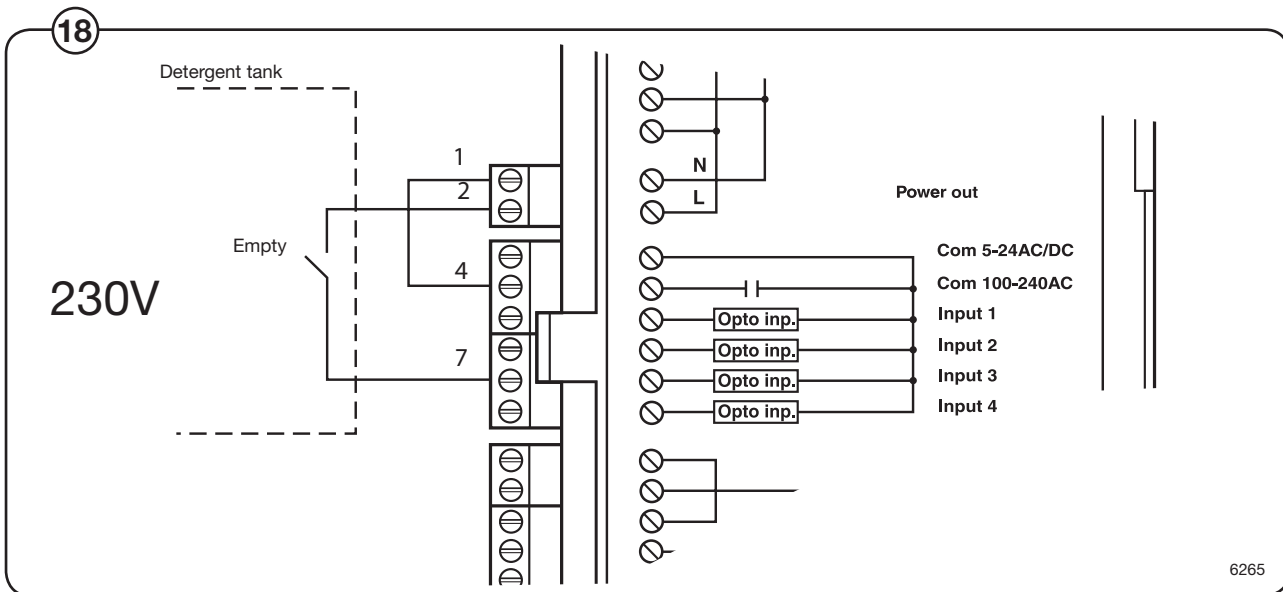 18
Detergent tank
1
2
Empty
4
230V
7
N
L
Power out
Com 5-24AC/DC
Com 100-240AC
Opto inp. Input 1
Opto inp. Input 2
Opto inp. Input 3
Opto inp. Input 4
6265